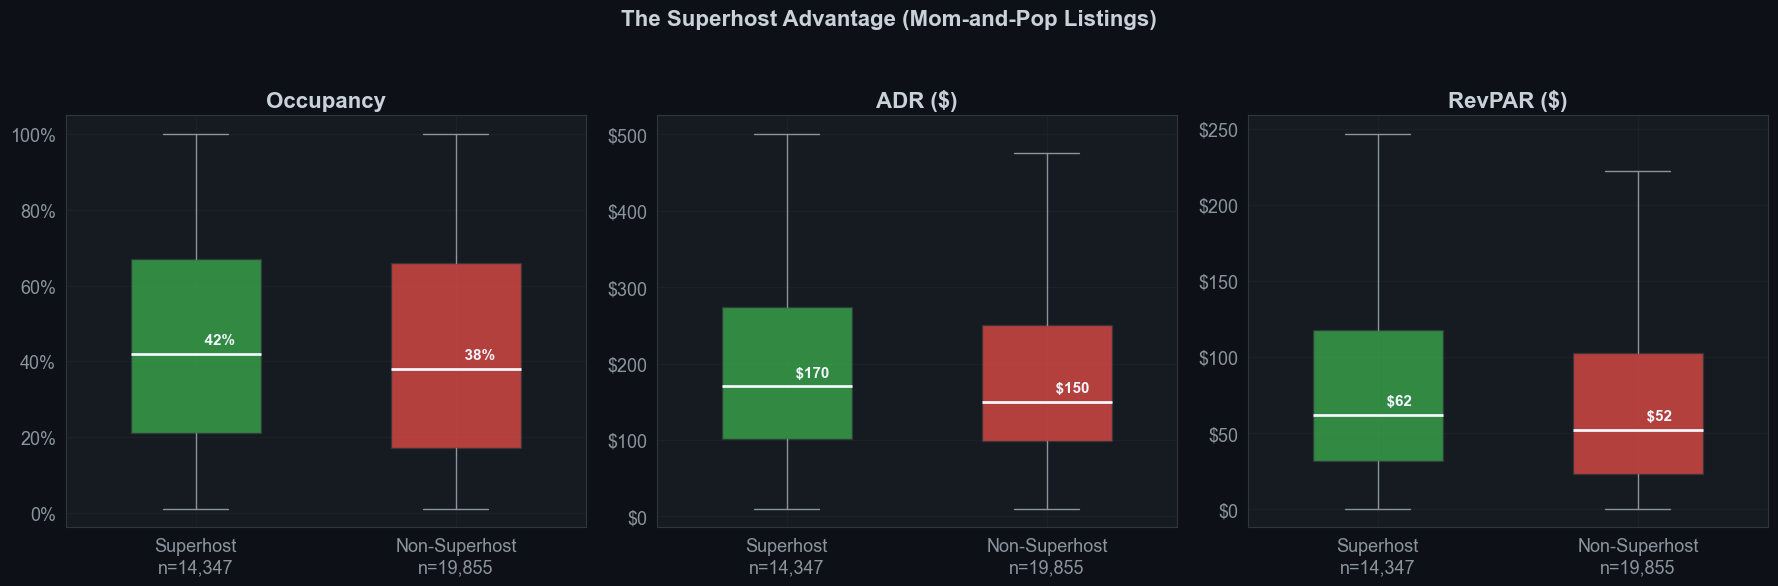 The Superhost Advantage (Mom-and-Pop Listings)
Occupancy
100%
80%
60%
40%
20%
0%
42%
38%
Superhost
n=14,347
Non-Superhost
n=19,855
ADR ($)
$500
$400
$300
$200
$100
$0
$170
$150
Superhost
n=14,347
Non-Superhost
n=19,855
RevPAR ($)
$250
$200
$150
$100
$50
$0
$62
$52
Superhost
n=14,347
Non-Superhost
n=19,855